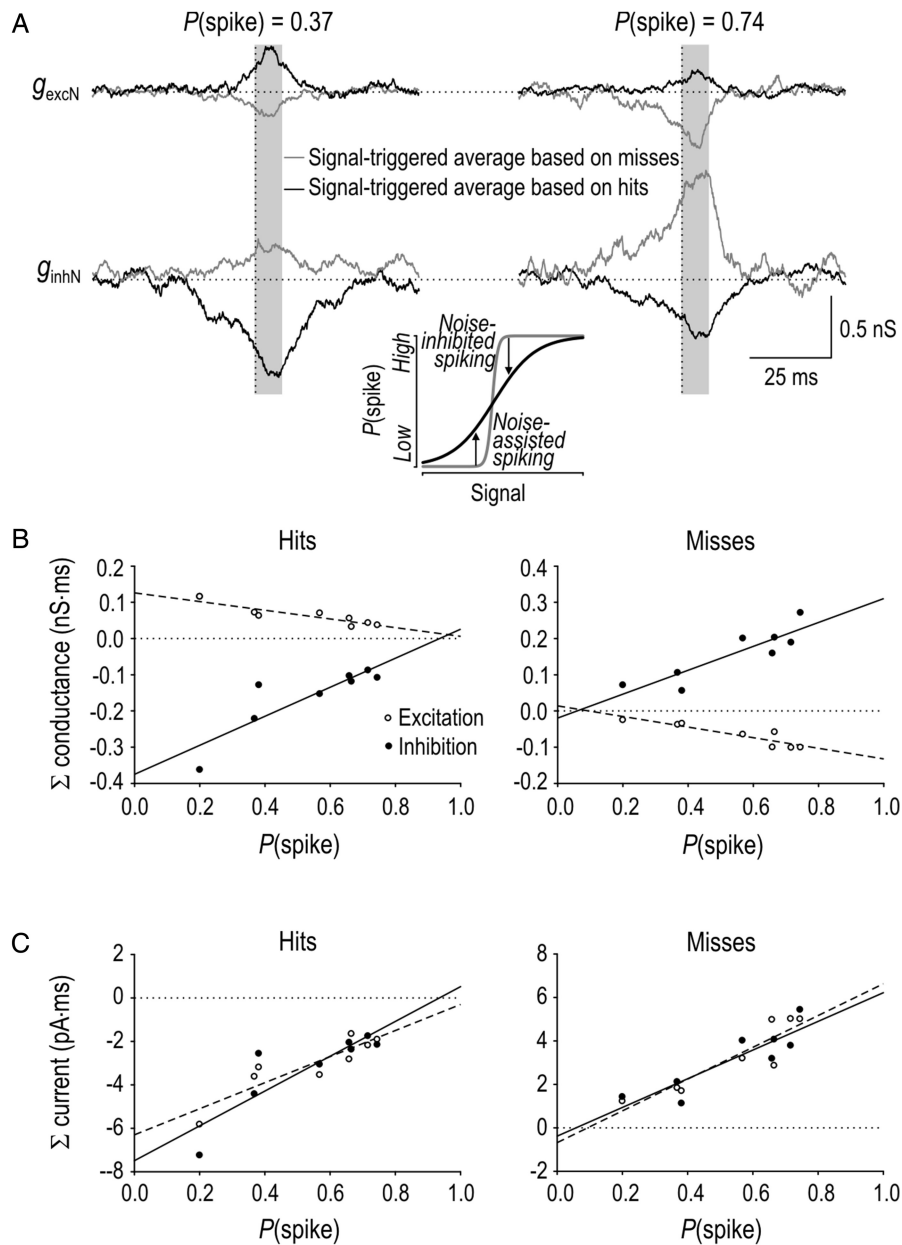 A
P(spike) = 0.37
P(spike) = 0.74
gexcN
Signal-triggered average based on misses
Signal-triggered average based on hits
ginhN
0.5 nS
25 ms
Noise-
inhibited
spiking
High
P(spike)
Low
Noise-
assisted
spiking
Signal
B
Hits
Misses
Σ conductance (nS·ms)
0.2
0.1
0.0
-0.1
-0.2
-0.3
-0.4
Excitation
Inhibition
0.0 0.2 0.4 0.6 0.8 1.0
P(spike)
0.4
0.3
0.2
0.1
0.0
-0.1
-0.2
0.0 0.2 0.4 0.6 0.8 1.0
P(spike)
C
Hits
Misses
Σ current (pA·ms)
2
0
-2
-4
-6
--8
0.0 0.2 0.4 0.6 0.8 1.0
P(spike)
8
6
4
2
0
-2
0.0 0.2 0.4 0.6 0.8 1.0
P(spike)